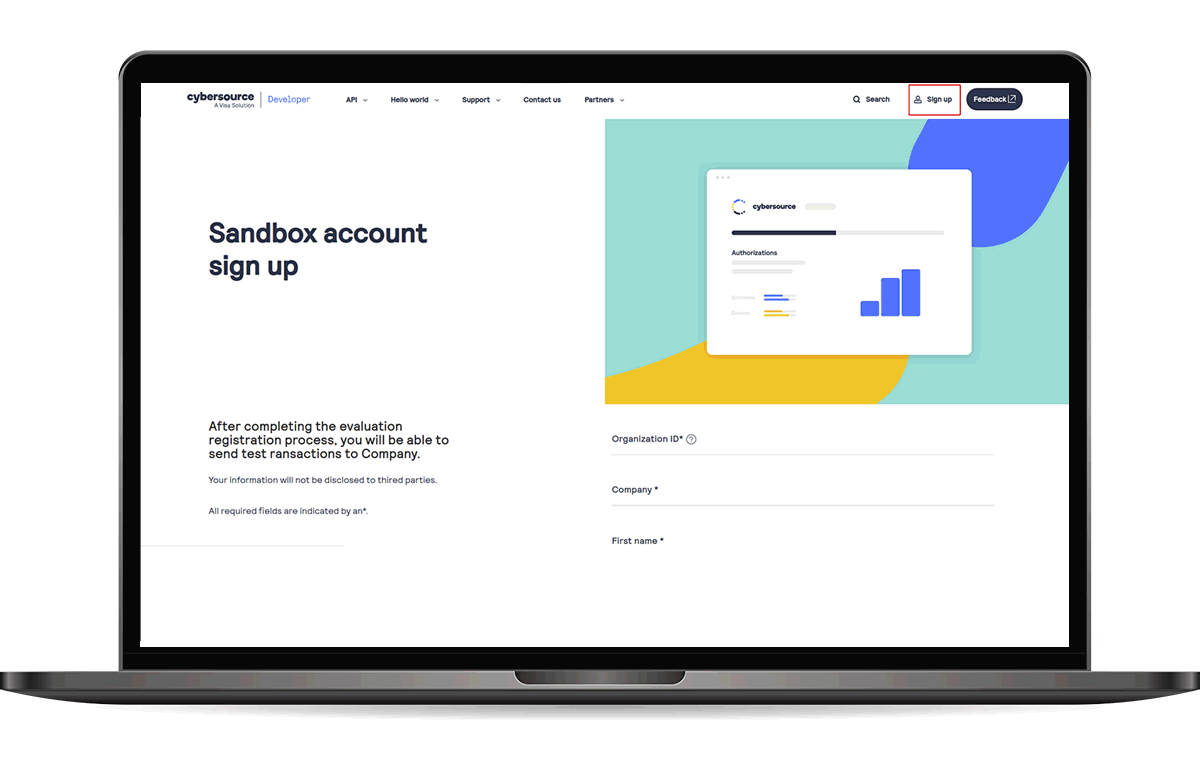 cybersource
A Visa Solution
Developer
API
Hello world
Support
Contact us
Partners
Search
Sign up
Feedback
Sandbox account
sign up
cybersource
Authorizations
After completing the evaluation
registration process, you will be able to
send test ransactions to Company.
Your information will not be disclosed to thired parties.
All required fields are indicated by an*.
Organization ID* ?
Company *
First name *